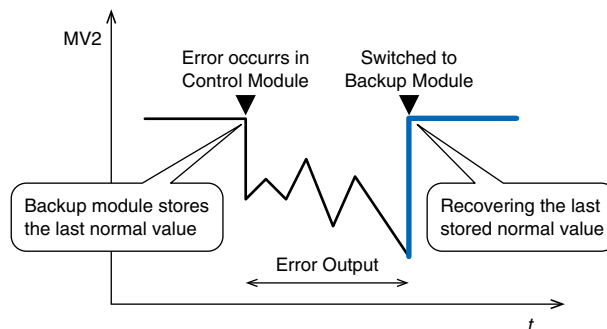 MV2
Error occurrs in
Control Module
Switched to
Backup Module
Backup module stores
the last normal value
Recovering the last
stored normal value
Error Output
t